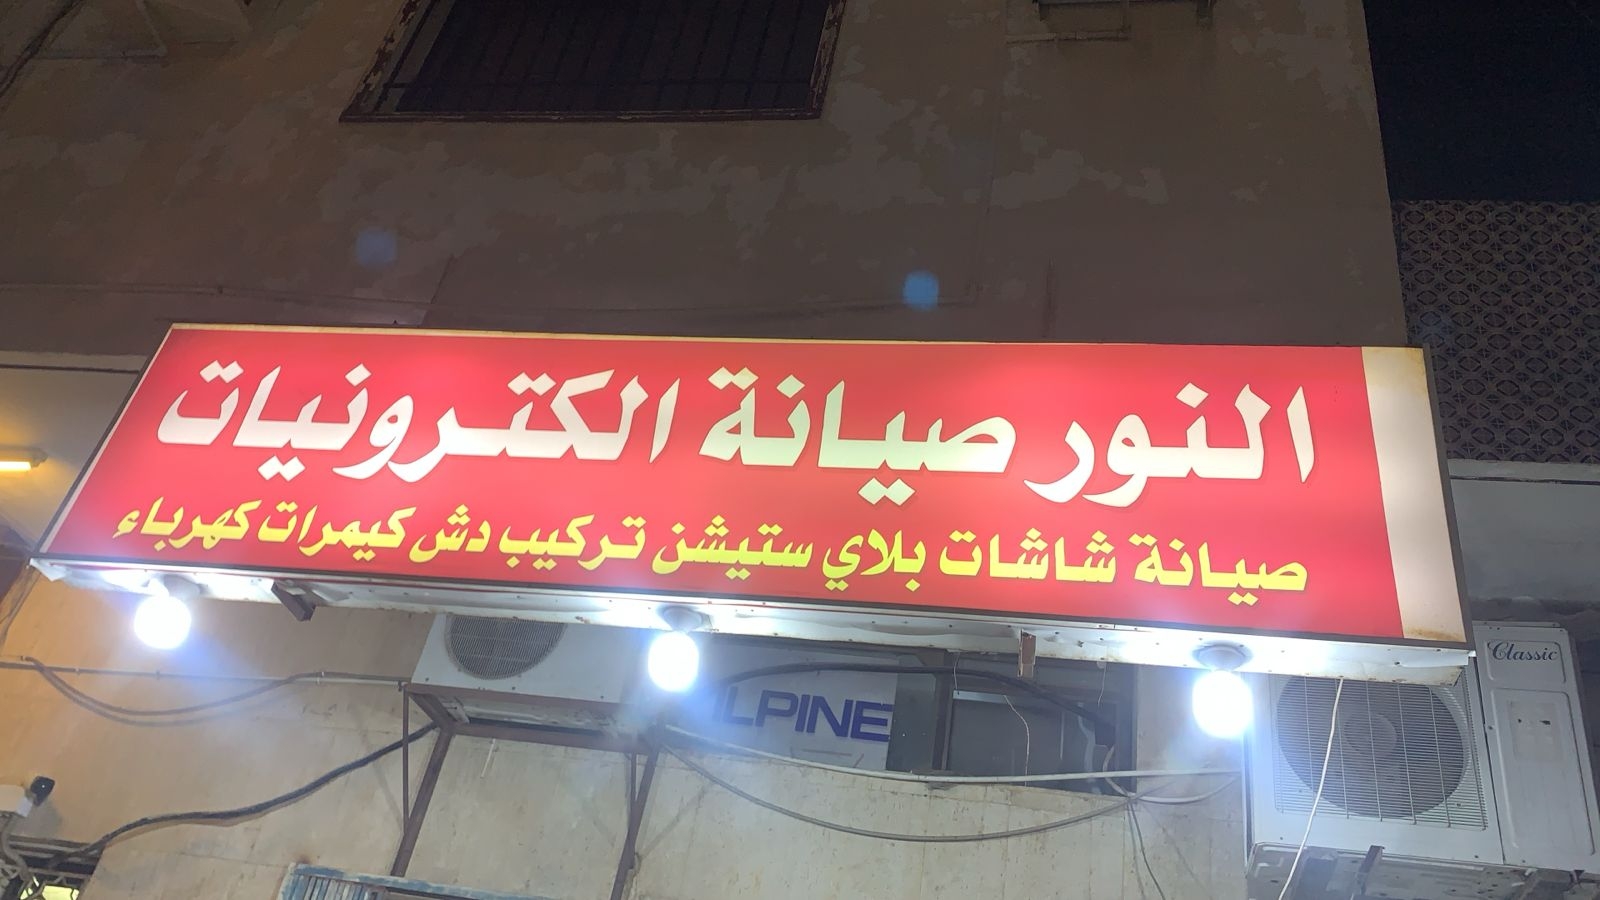 النور صيانة الكترونيات
صيانة شاشات بلاي ستيشن تركيب دش كيمرات كهرباء
LPINE
Classic